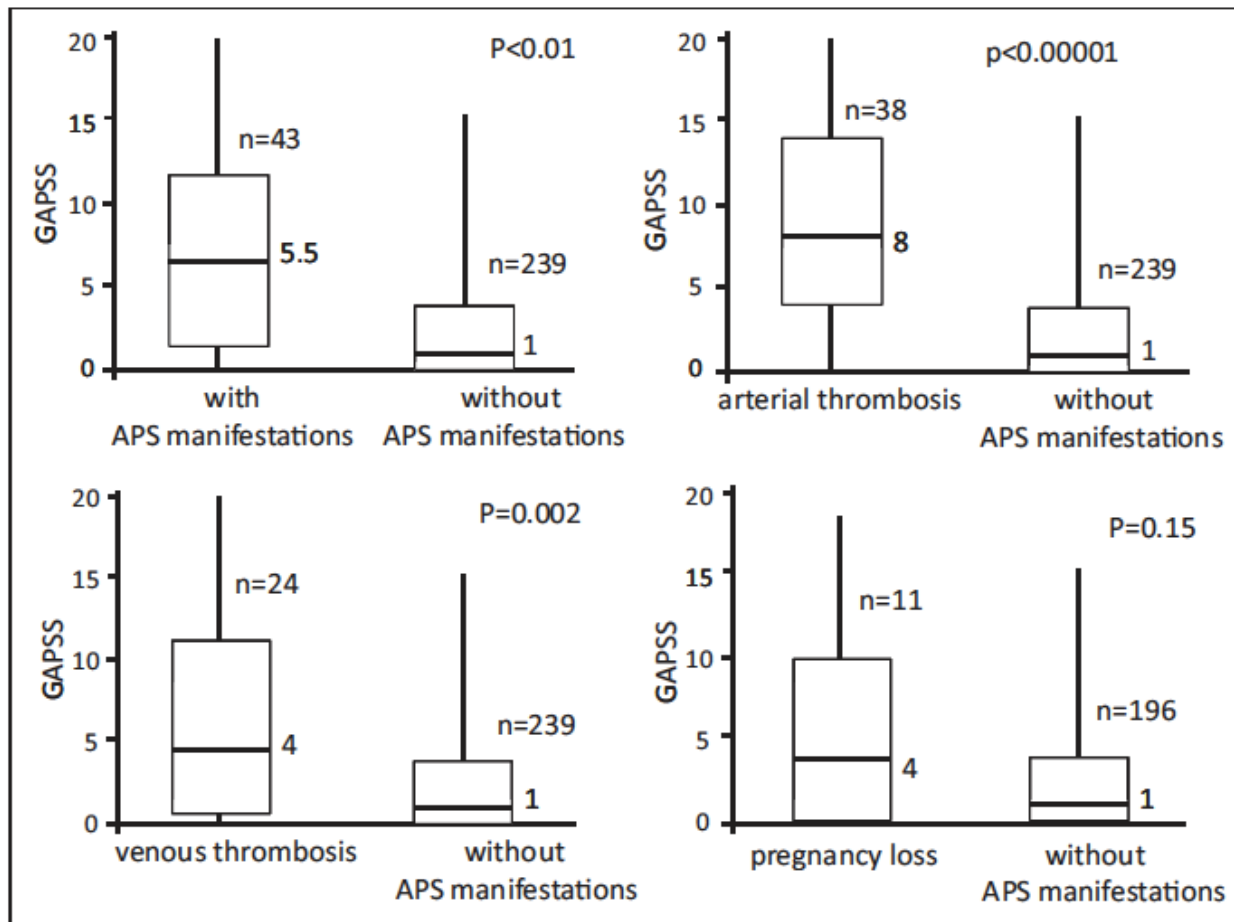 20
P<0.01
15
n=43
GAPSS
10
5.5
n=239
5
1
0
with
APS manifestations
without
APS manifestations
20
p<0.00001
15
n=38
GAPSS
10
8
n=239
5
1
0
arterial thrombosis
without
APS manifestations
20
P=0.002
15
n=24
GAPSS
10
n=239
5
4
1
0
venous thrombosis
without
APS manifestations
20
P=0.15
15
n=11
GAPSS
10
n=196
5
4
1
0
pregnancy loss
without
APS manifestations